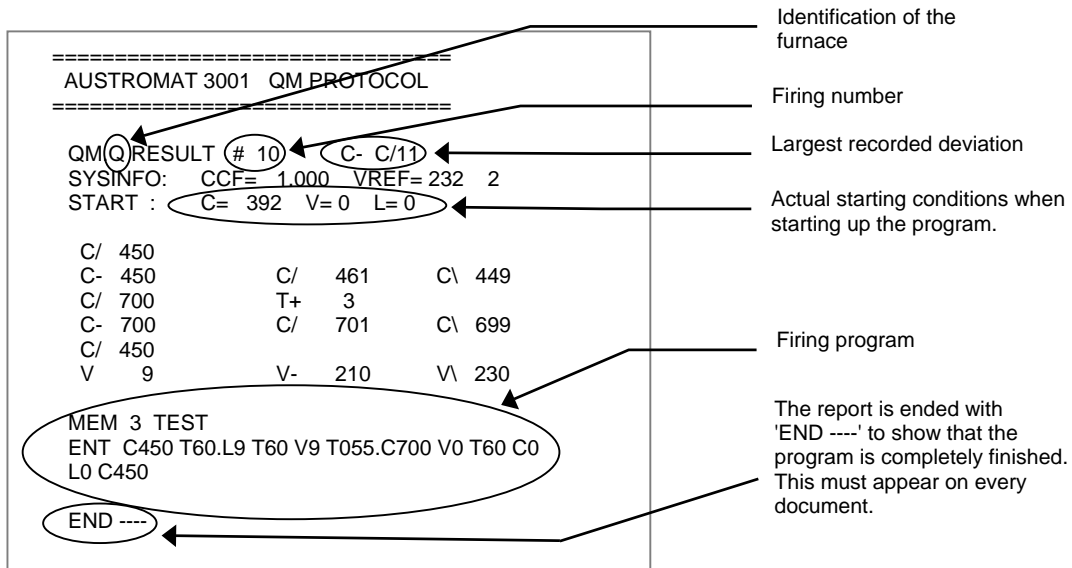 ==================================
AUSTROMAT 3001 QM PROTOCOL
==================================
QM Q RESULT # 10 C- C/11
SYSINFO: CCF= 1.000 VREF= 232 2
START : C= 392 V= 0 L= 0
C/ 450
C- 450 C/ 461 C\ 449
C/ 700 T+ 3
C- 700 C/ 701 C\ 699
C/ 450
V 9 V- 210 V\ 230
MEM 3 TEST
ENT C450 T60.L9 T60 V9 T055.C700 V0 T60 C0
L0 C450
END ----
Identification of the
furnace
Firing number
Largest recorded deviation
Actual starting conditions when
starting up the program.
Firing program
The report is ended with
'END ----' to show that the
program is completely finished.
This must appear on every
document.